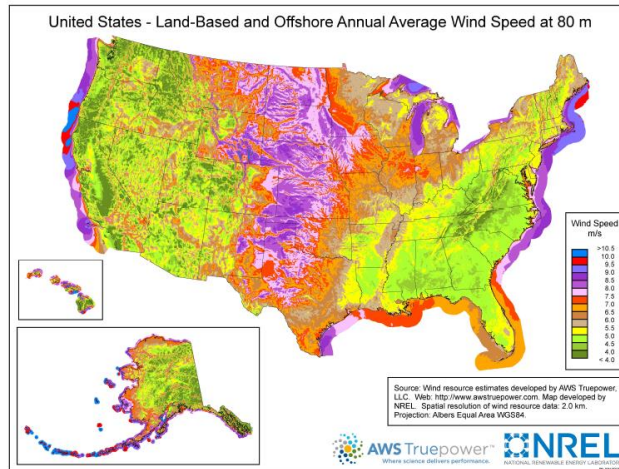 United States - Land-Based and Offshore Annual Average Wind Speed at 80 m
Wind Speed
m/s
>10.5
10.0
9.5
9.0
8.5
8.0
7.5
7.0
6.5
6.0
5.5
5.0
4.5
4.0
< 4.0
Source: Wind resource estimates developed by AWS Truepower,
LLC. Web: http://www.awstruepower.com. Map developed by
NREL. Spatial resolution of wind resource data: 2.0 km.
Projection: Albers Equal Area WGS84.
AWS Truepower™
Where science delivers performance.
NREL
NATIONAL RENEWABLE ENERGY LABORATORY